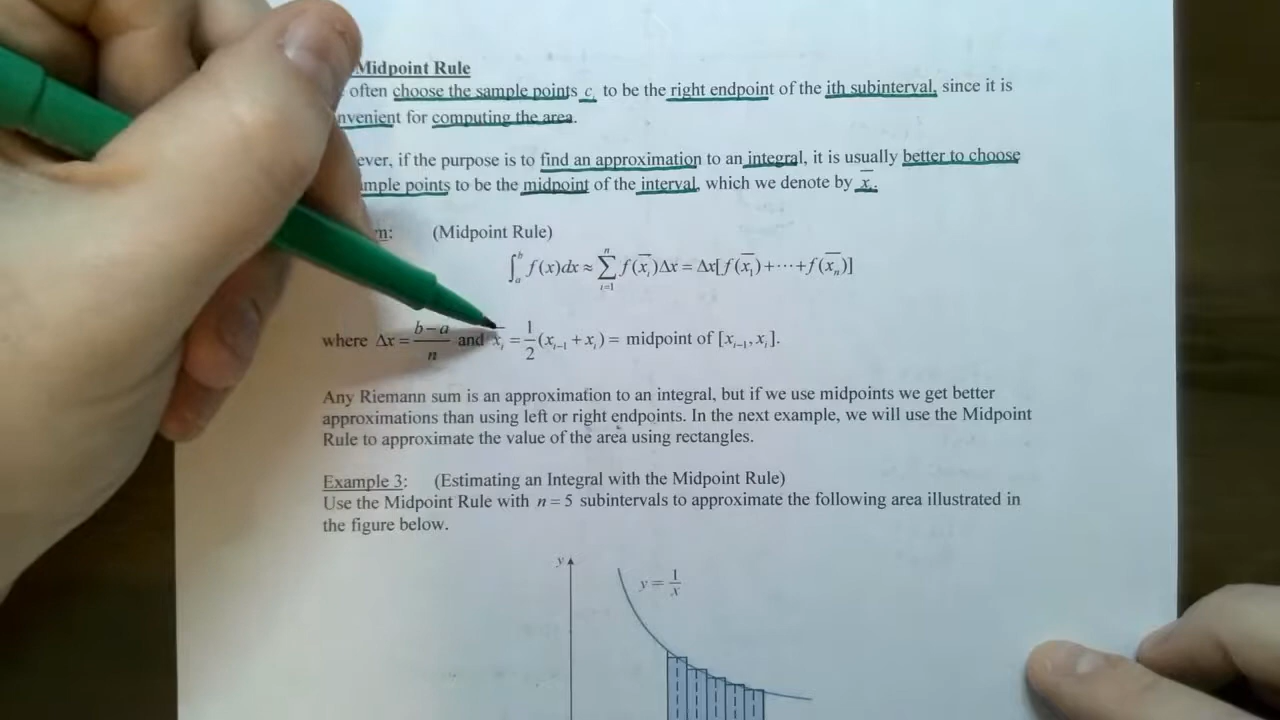 Midpoint Rule
often choose the sample points c to be the right endpoint of the ith subinterval, since it is
nvenient for computing the area.
ever, if the purpose is to find an approximation to an integral, it is usually better to choose
mple points to be the midpoint of the interval, which we denote by x̅.
n: (Midpoint Rule)
∫ₐᵇ f(x)dx ≈ ∑ᵢ₌₁ⁿ f(x̅ᵢ)Δx = Δx[f(x̅₁)+⋯+f(x̅ₙ)]
where Δx = (b−a)/n and x̅ᵢ = 1/2(xᵢ₋₁ + xᵢ) = midpoint of [xᵢ₋₁, xᵢ].
Any Riemann sum is an approximation to an integral, but if we use midpoints we get better
approximations than using left or right endpoints. In the next example, we will use the Midpoint
Rule to approximate the value of the area using rectangles.
Example 3: (Estimating an Integral with the Midpoint Rule)
Use the Midpoint Rule with n = 5 subintervals to approximate the following area illustrated in
the figure below.
y
y = 1/x